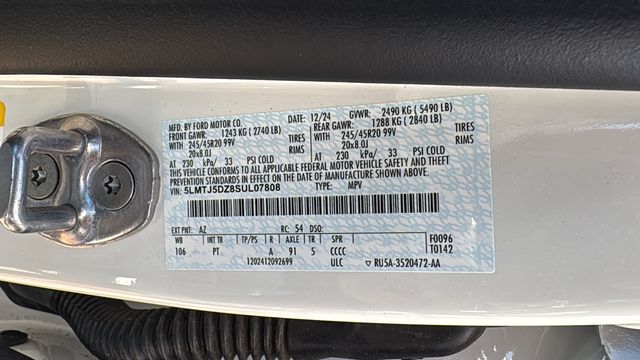 MFD. BY FORD MOTOR CO.
DATE: 12/24 GVWR: 2490 KG ( 5490 LB)
FRONT GAWR: 1243 KG ( 2740 LB) REAR GAWR: 1288 KG ( 2840 LB)
WITH 245/45R20 99V TIRES WITH 245/45R20 99V TIRES
20x8.0J RIMS 20x8.0J RIMS
AT 230 kPa/ 33 PSI COLD AT 230 kPa/ 33 PSI COLD
THIS VEHICLE CONFORMS TO ALL APPLICABLE FEDERAL MOTOR VEHICLE SAFETY AND THEFT PREVENTION STANDARDS IN EFFECT ON THE DATE OF MANUFACTURE SHOWN ABOVE.
VIN: 5LMTJ5DZ8SUL07808 TYPE: MPV
EXT PNT: AZ RC: 54 DSO: F0096
WB INT TR TP/PS R AXLE TR SPR T0142
106 PT A 91 5 CCCC
1202412092699 ULC ▽ RU5A-3520472-AA